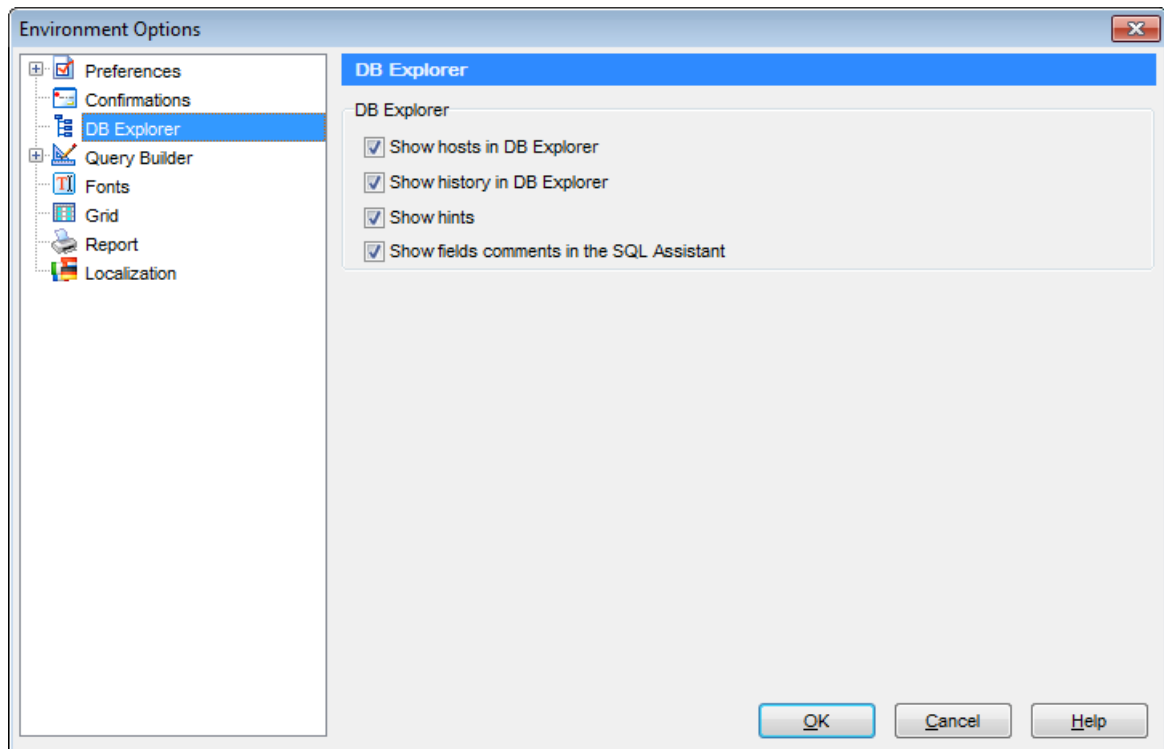 Environment Options
Preferences
Confirmations
DB Explorer
Query Builder
Fonts
Grid
Report
Localization
DB Explorer
DB Explorer
Show hosts in DB Explorer
Show history in DB Explorer
Show hints
Show fields comments in the SQL Assistant
OK
Cancel
Help